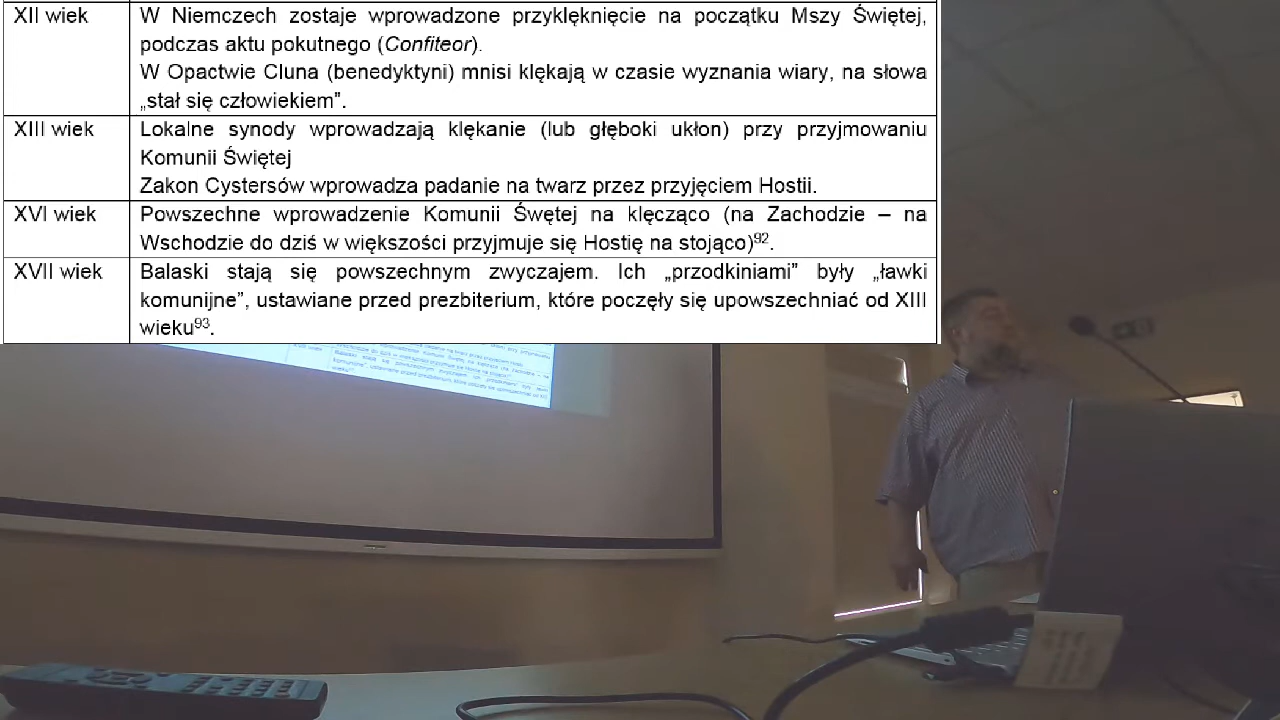 XII wiek
W Niemczech zostaje wprowadzone przyklęknięcie na początku Mszy Świętej,
podczas aktu pokutnego (Confiteor).
W Opactwie Cluna (benedyktyni) mnisi klękają w czasie wyznania wiary, na słowa
„stał się człowiekiem”.
XIII wiek
Lokalne synody wprowadzają klękanie (lub głęboki ukłon) przy przyjmowaniu
Komunii Świętej
Zakon Cystersów wprowadza padanie na twarz przez przyjęciem Hostii.
XVI wiek
Powszechne wprowadzenie Komunii Śwętej na klęcząco (na Zachodzie – na
Wschodzie do dziś w większości przyjmuje się Hostię na stojąco)92.
XVII wiek
Balaski stają się powszechnym zwyczajem. Ich „przodkiniami” były „ławki
komunijne”, ustawiane przed prezbiterium, które poczęły się upowszechniać od XIII
wieku93.